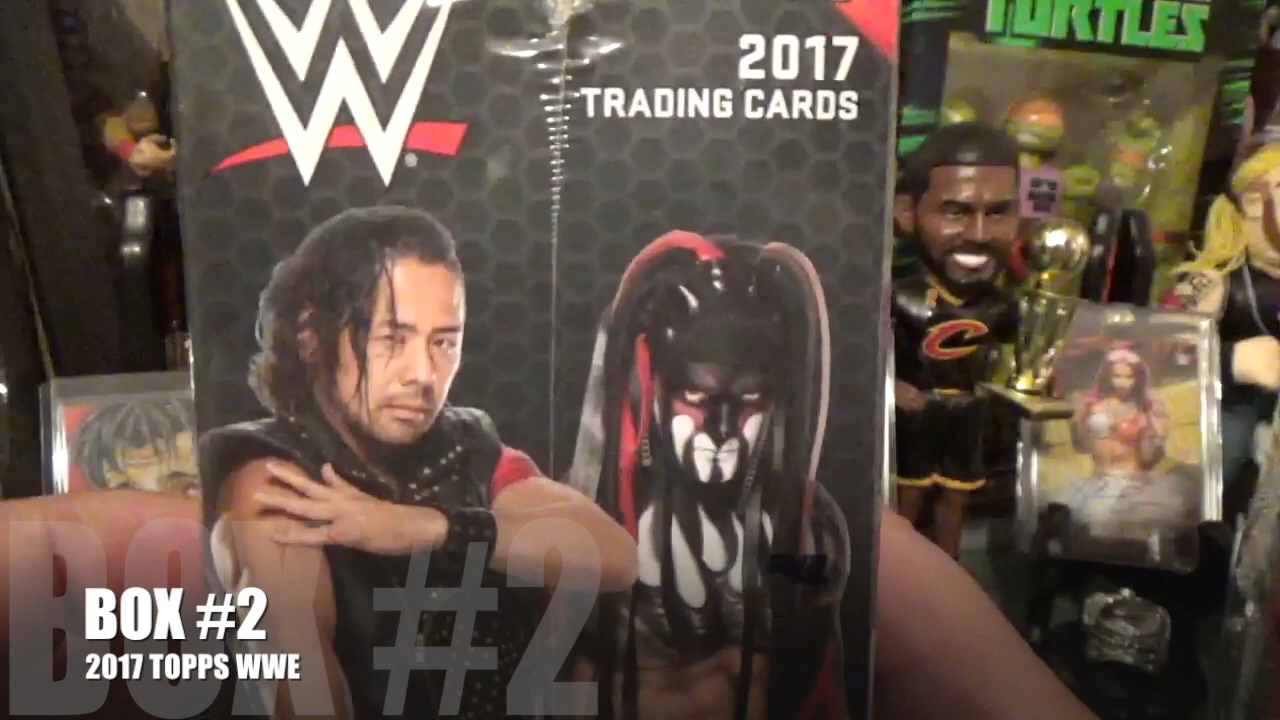 W
2017
TRADING CARDS
TURTLES
C
BOX #2
BOX #2
2017 TOPPS WWE